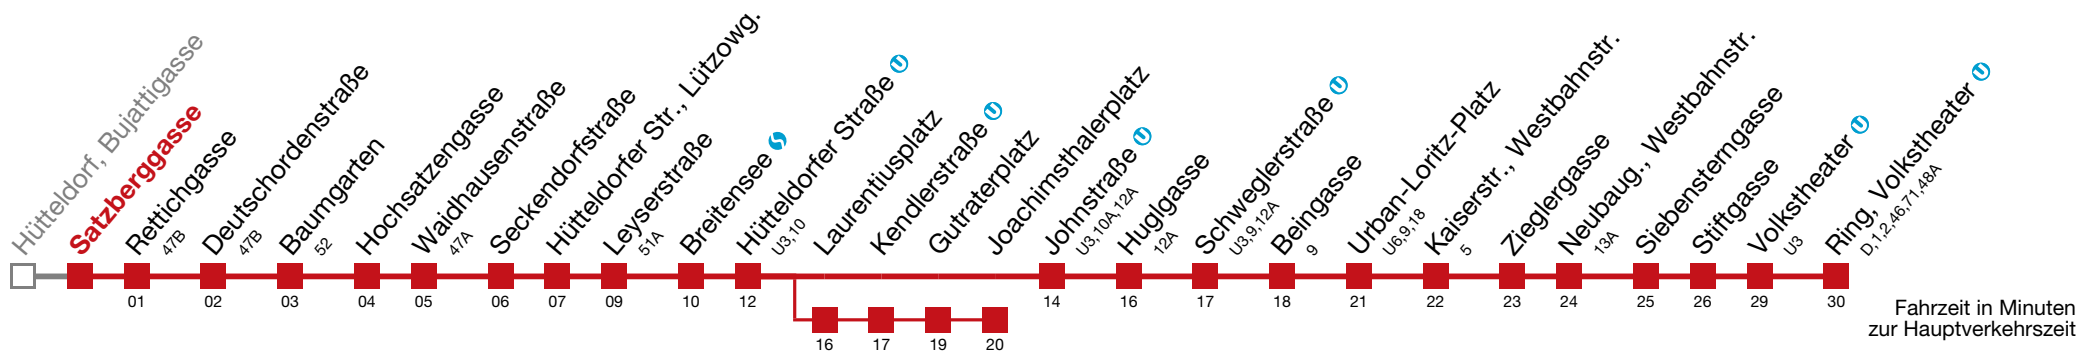 Hütteldorf, Bujattigasse
Satzberggasse
Rettichgasse
47B
Deutschordenstraße
47B
Baumgarten
52
Hochsatzengasse
Waidhausenstraße
47A
Seckendorfstraße
Hütteldorfer Str., Lützowg.
Leyserstraße
51A
Breitensee
Hütteldorfer Straße U
U3,10
Laurentiusplatz
Kendlerstraße U
Gutraterplatz
Joachimsthalerplatz
Johnstraße U
U3,10A,12A
Huglgasse
12A
Schweglerstraße U
U3,9,12A
Beingasse
9
Urban-Loritz-Platz
U6,9,18
Kaiserstr., Westbahnstr.
5
Zieglergasse
Neubaug., Westbahnstr.
13A
Siebensterngasse
Stiftgasse
Volkstheater U
U3
Ring, Volkstheater U
D,1,2,46,71,48A
01 02 03 04 05 06 07 09 10 12 14 16 17 18 21 22 23 24 25 26 29 30
16 17 19 20
Fahrzeit in Minuten
zur Hauptverkehrszeit